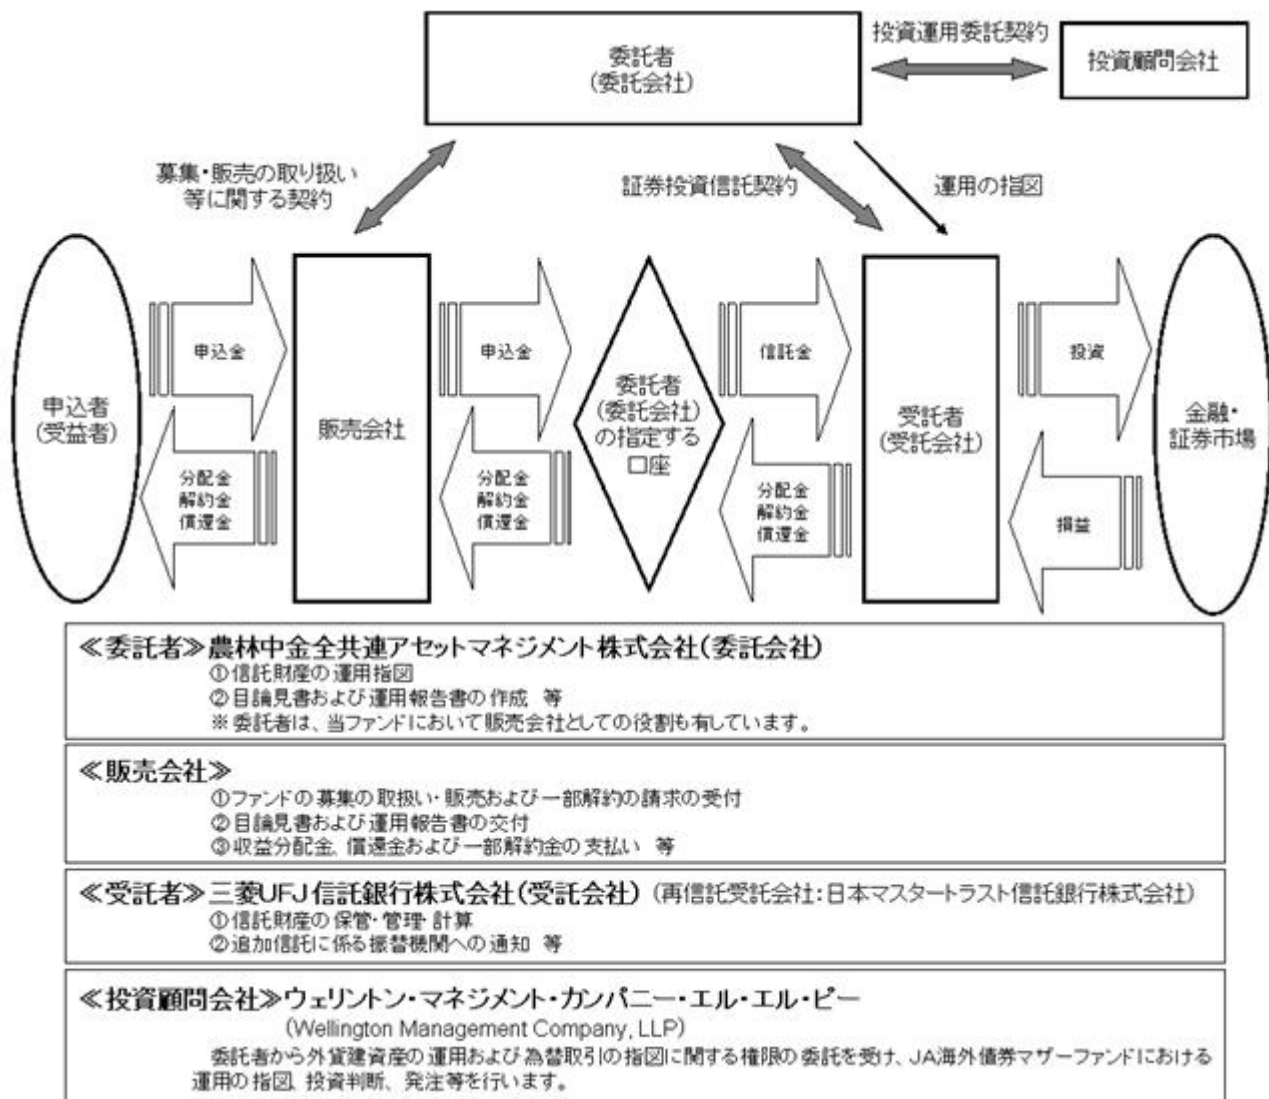 委託者
(委託会社)
投資運用委託契約
投資顧問会社
募集・販売の取り扱い
等に関する契約
証券投資信託契約
運用の指図
申込者
(受益者)
申込金
分配金
解約金
償還金
販売会社
申込金
分配金
解約金
償還金
委託者
(委託会社)
の指定する
口座
信託金
分配金
解約金
償還金
受託者
(受託会社)
投資
損益
金融・
証券市場
≪委託者≫農林中金全共連アセットマネジメント株式会社(委託会社)
①信託財産の運用指図
②目論見書および運用報告書の作成 等
※委託者は、当ファンドにおいて販売会社としての役割も有しています。
≪販売会社≫
①ファンドの募集の取扱い・販売および一部解約の請求の受付
②目論見書および運用報告書の交付
③収益分配金、償還金および一部解約金の支払い 等
≪受託者≫三菱UFJ信託銀行株式会社(受託会社) (再信託受託会社:日本マスタートラスト信託銀行株式会社)
①信託財産の保管・管理・計算
②追加信託に係る振替機関への通知 等
≪投資顧問会社≫ウェリントン・マネジメント・カンパニー・エル・エル・ピー
(Wellington Management Company, LLP)
委託者から外貨建資産の運用および為替取引の指図に関する権限の委託を受け、JA海外債券マザーファンドにおける
運用の指図、投資判断、発注等を行います。